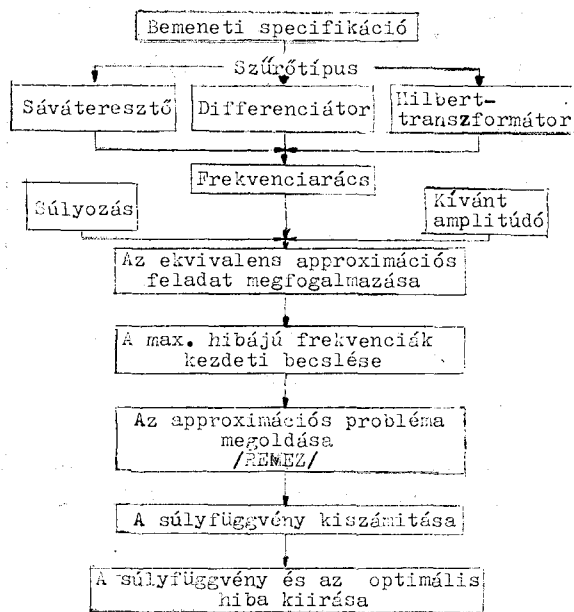 Bemeneti specifikáció
Szűrőtípus
Sáváteresztő
Differenciátor
Hilbert-
transzformátor
Frekvenciarács
Súlyozás
Kívánt
amplitúdó
Az ekvivalens approximációs
feladat megfogalmazása
A max. hibájú frekvenciák
kezdeti becslése
Az approximációs probléma
megoldása
/REMEZ/
A súlyfüggvény kiszámitása
A súlyfüggvény és az optimális
hiba kiirása